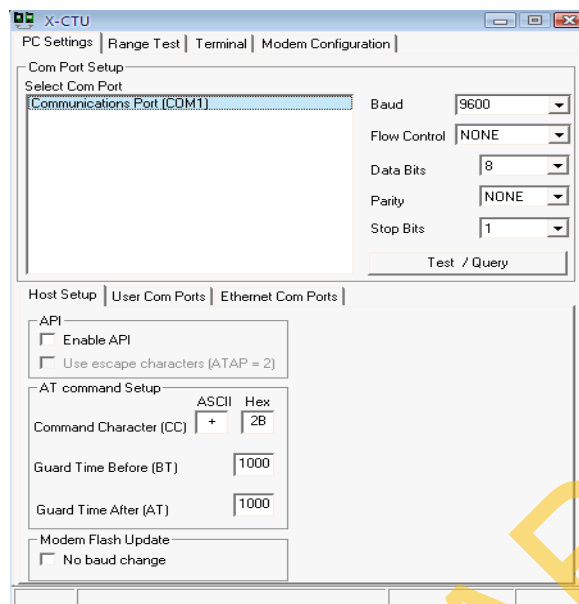 X-CTU
PC Settings Range Test Terminal Modem Configuration
Com Port Setup
Select Com Port
Communications Port (COM1)
Baud 9600
Flow Control NONE
Data Bits 8
Parity NONE
Stop Bits 1
Test / Query
Host Setup User Com Ports Ethernet Com Ports
API
Enable API
Use escape characters (ATAP = 2)
AT command Setup
ASCII Hex
Command Character (CC) + 2B
Guard Time Before (BT) 1000
Guard Time After (AT) 1000
Modem Flash Update
No baud change